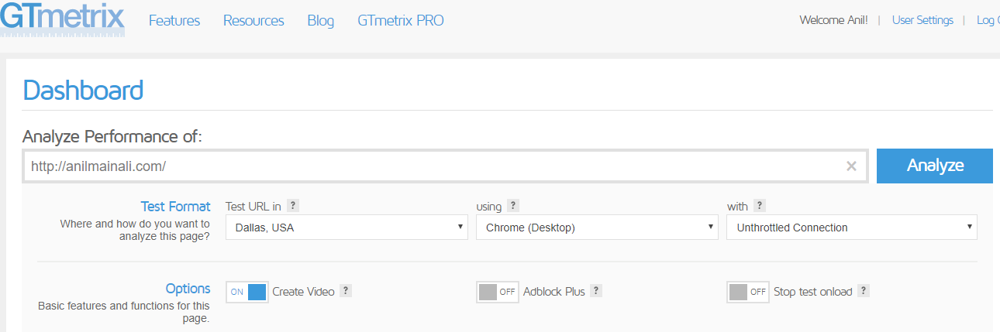 GTmetrix Features Resources Blog GTmetrix PRO Welcome Anil! | User Settings | Log
Dashboard
Analyze Performance of:
http://anilmainali.com/ × Analyze
Test Format Test URL in ? using ? with ?
Where and how do you want to
analyze this page?
Dallas, USA Chrome (Desktop) Unthrottled Connection
Options ON Create Video ? OFF Adblock Plus ? OFF Stop test onload ?
Basic features and functions for this
page.